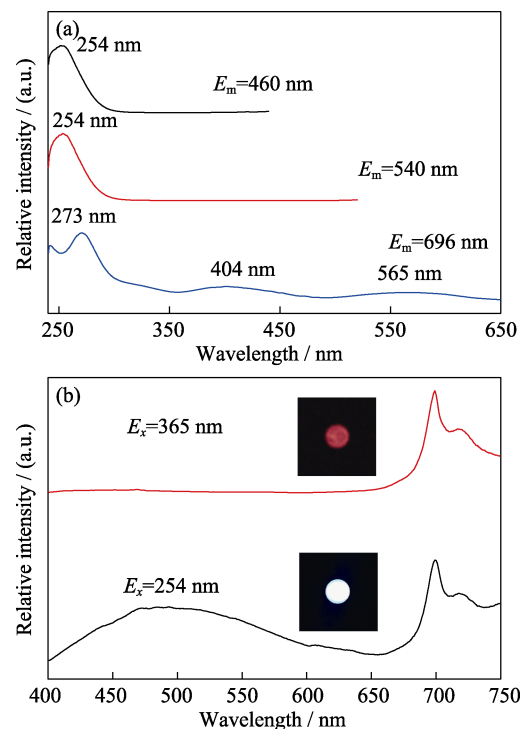 (a)
254 nm
Em=460 nm
254 nm
Em=540 nm
273 nm
Em=696 nm
404 nm
565 nm
Relative intensity / (a.u.)
250 350 450 550 650
Wavelength / nm
(b)
Ex=365 nm
Ex=254 nm
Relative intensity / (a.u.)
400 450 500 550 600 650 700 750
Wavelength / nm